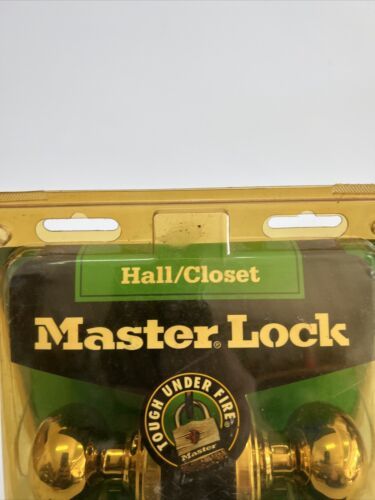 Hall/Closet
Master Lock
TOUGH UNDER FIRE
Master